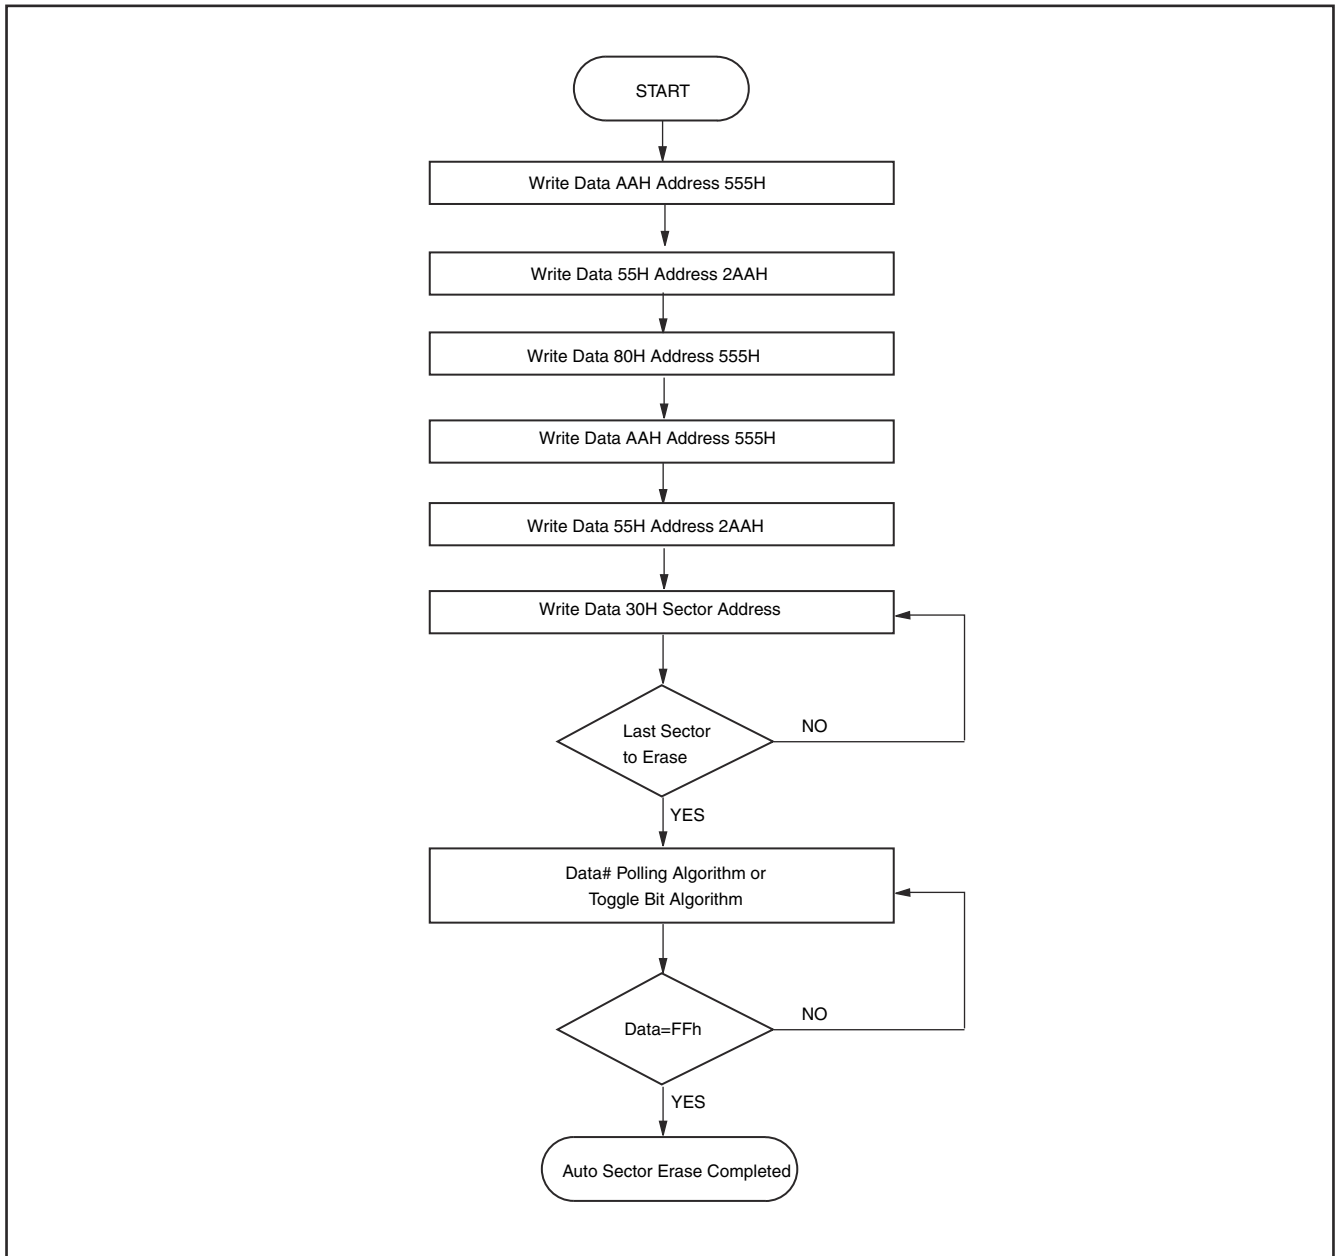 START
Write Data AAH Address 555H
Write Data 55H Address 2AAH
Write Data 80H Address 555H
Write Data AAH Address 555H
Write Data 55H Address 2AAH
Write Data 30H Sector Address
Last Sector
to Erase
NO
YES
Data# Polling Algorithm or
Toggle Bit Algorithm
Data=FFh
NO
YES
Auto Sector Erase Completed